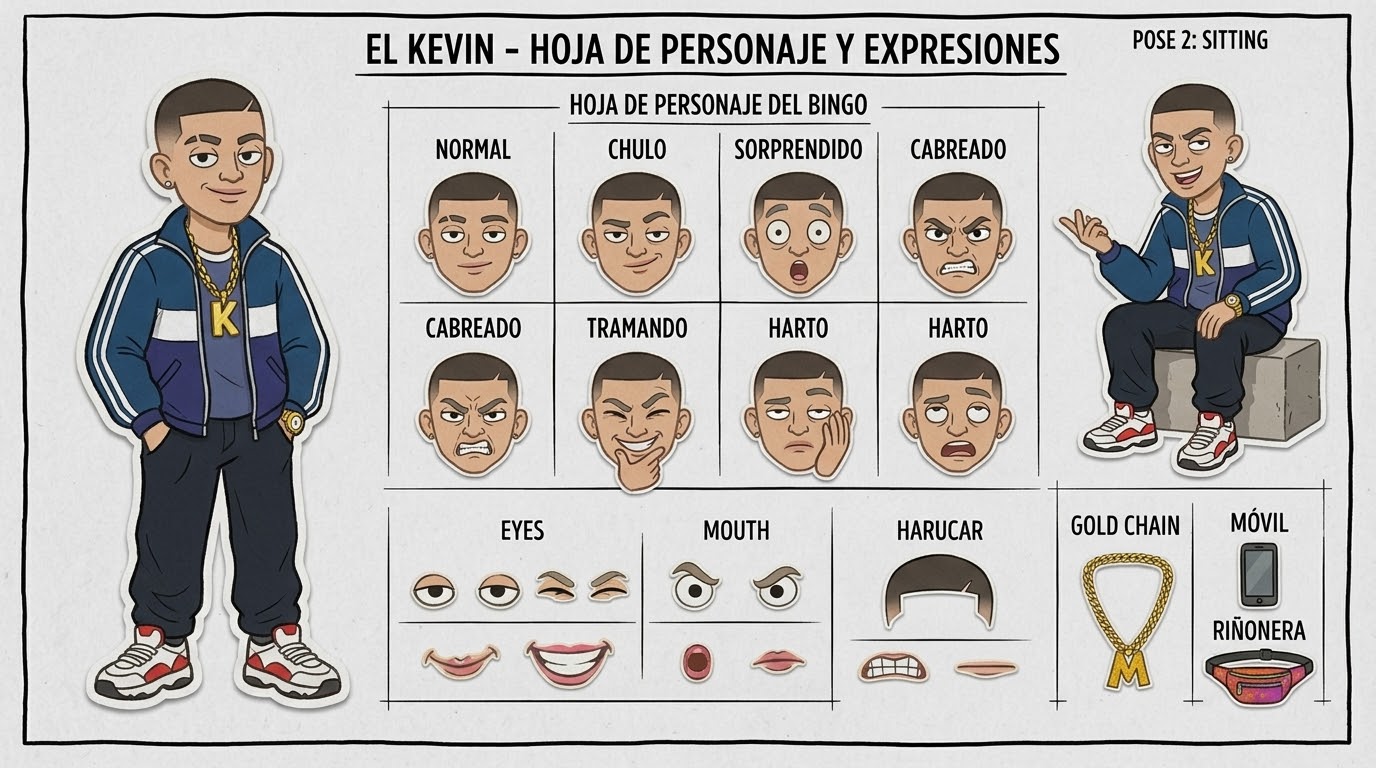 EL KEVIN - HOJA DE PERSONAJE Y EXPRESIONES
POSE 2: SITTING
HOJA DE PERSONAJE DEL BINGO
NORMAL
CHULO
SORPRENDIDO
CABREADO
CABREADO
TRAMANDO
HARTO
HARTO
K
K
EYES
MOUTH
HARUCAR
GOLD CHAIN
MÓVIL
RIÑONERA
M